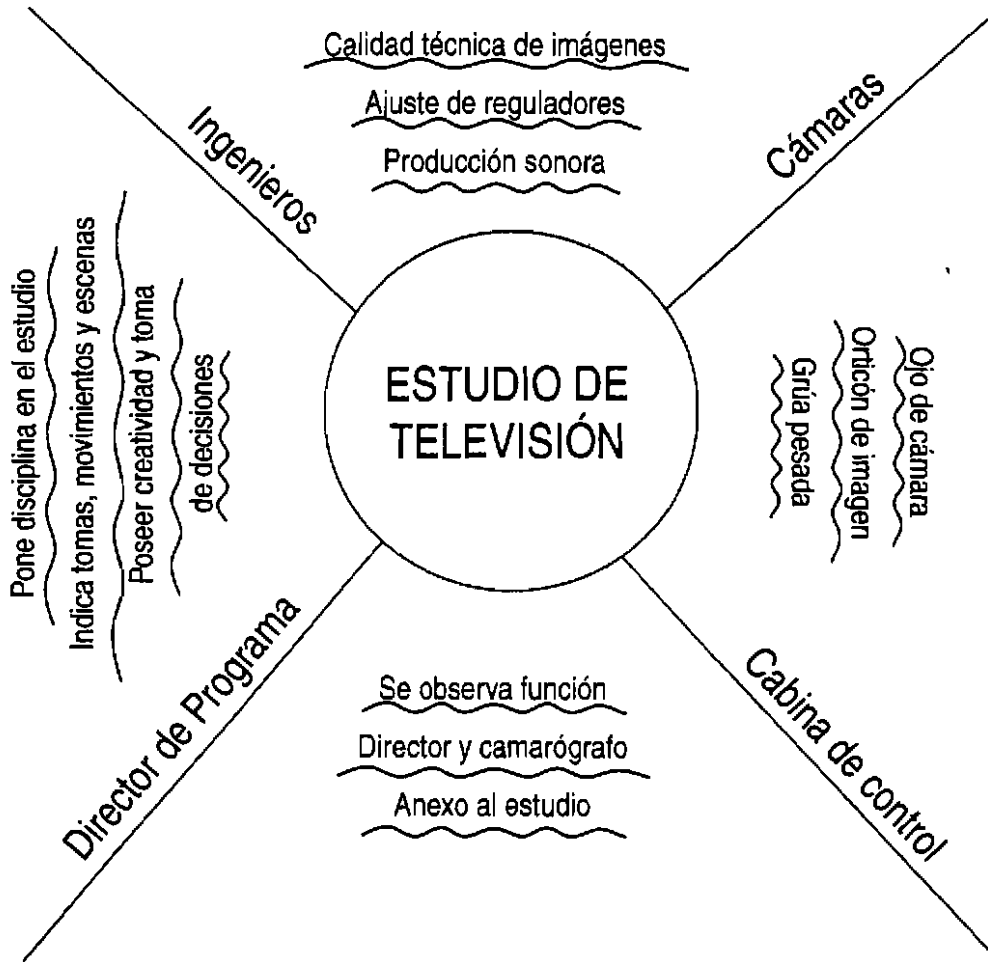 Calidad técnica de imágenes
Ajuste de reguladores
Producción sonora
Ingenieros
Cámaras
Pone disciplina en el estudio
Indica tomas, movimientos y escenas
Poseer creatividad y toma
de decisiones
ESTUDIO DE
TELEVISIÓN
Ojo de cámara
Orticón de imagen
Grúa pesada
Director de Programa
Se observa función
Director y camarógrafo
Anexo al estudio
Cabina de control